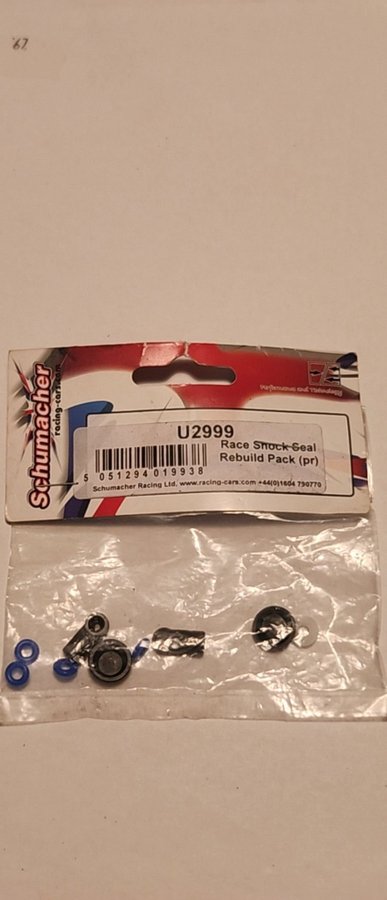 67
Schumacher
racing-cars.com
Performance and Technology
U2999
Race Shock Seal
Rebuild Pack (pr)
5 051294 019938
Schumacher Racing Ltd. www.racing-cars.com +44(0)1604 790770